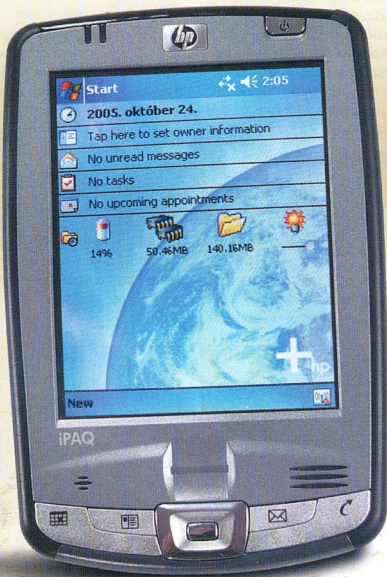 hp
Start 2:05
2005. október 24.
Tap here to set owner information
No unread messages
No tasks
No upcoming appointments
14% 50.46MB 140.16MB
hp
New
iPAQ